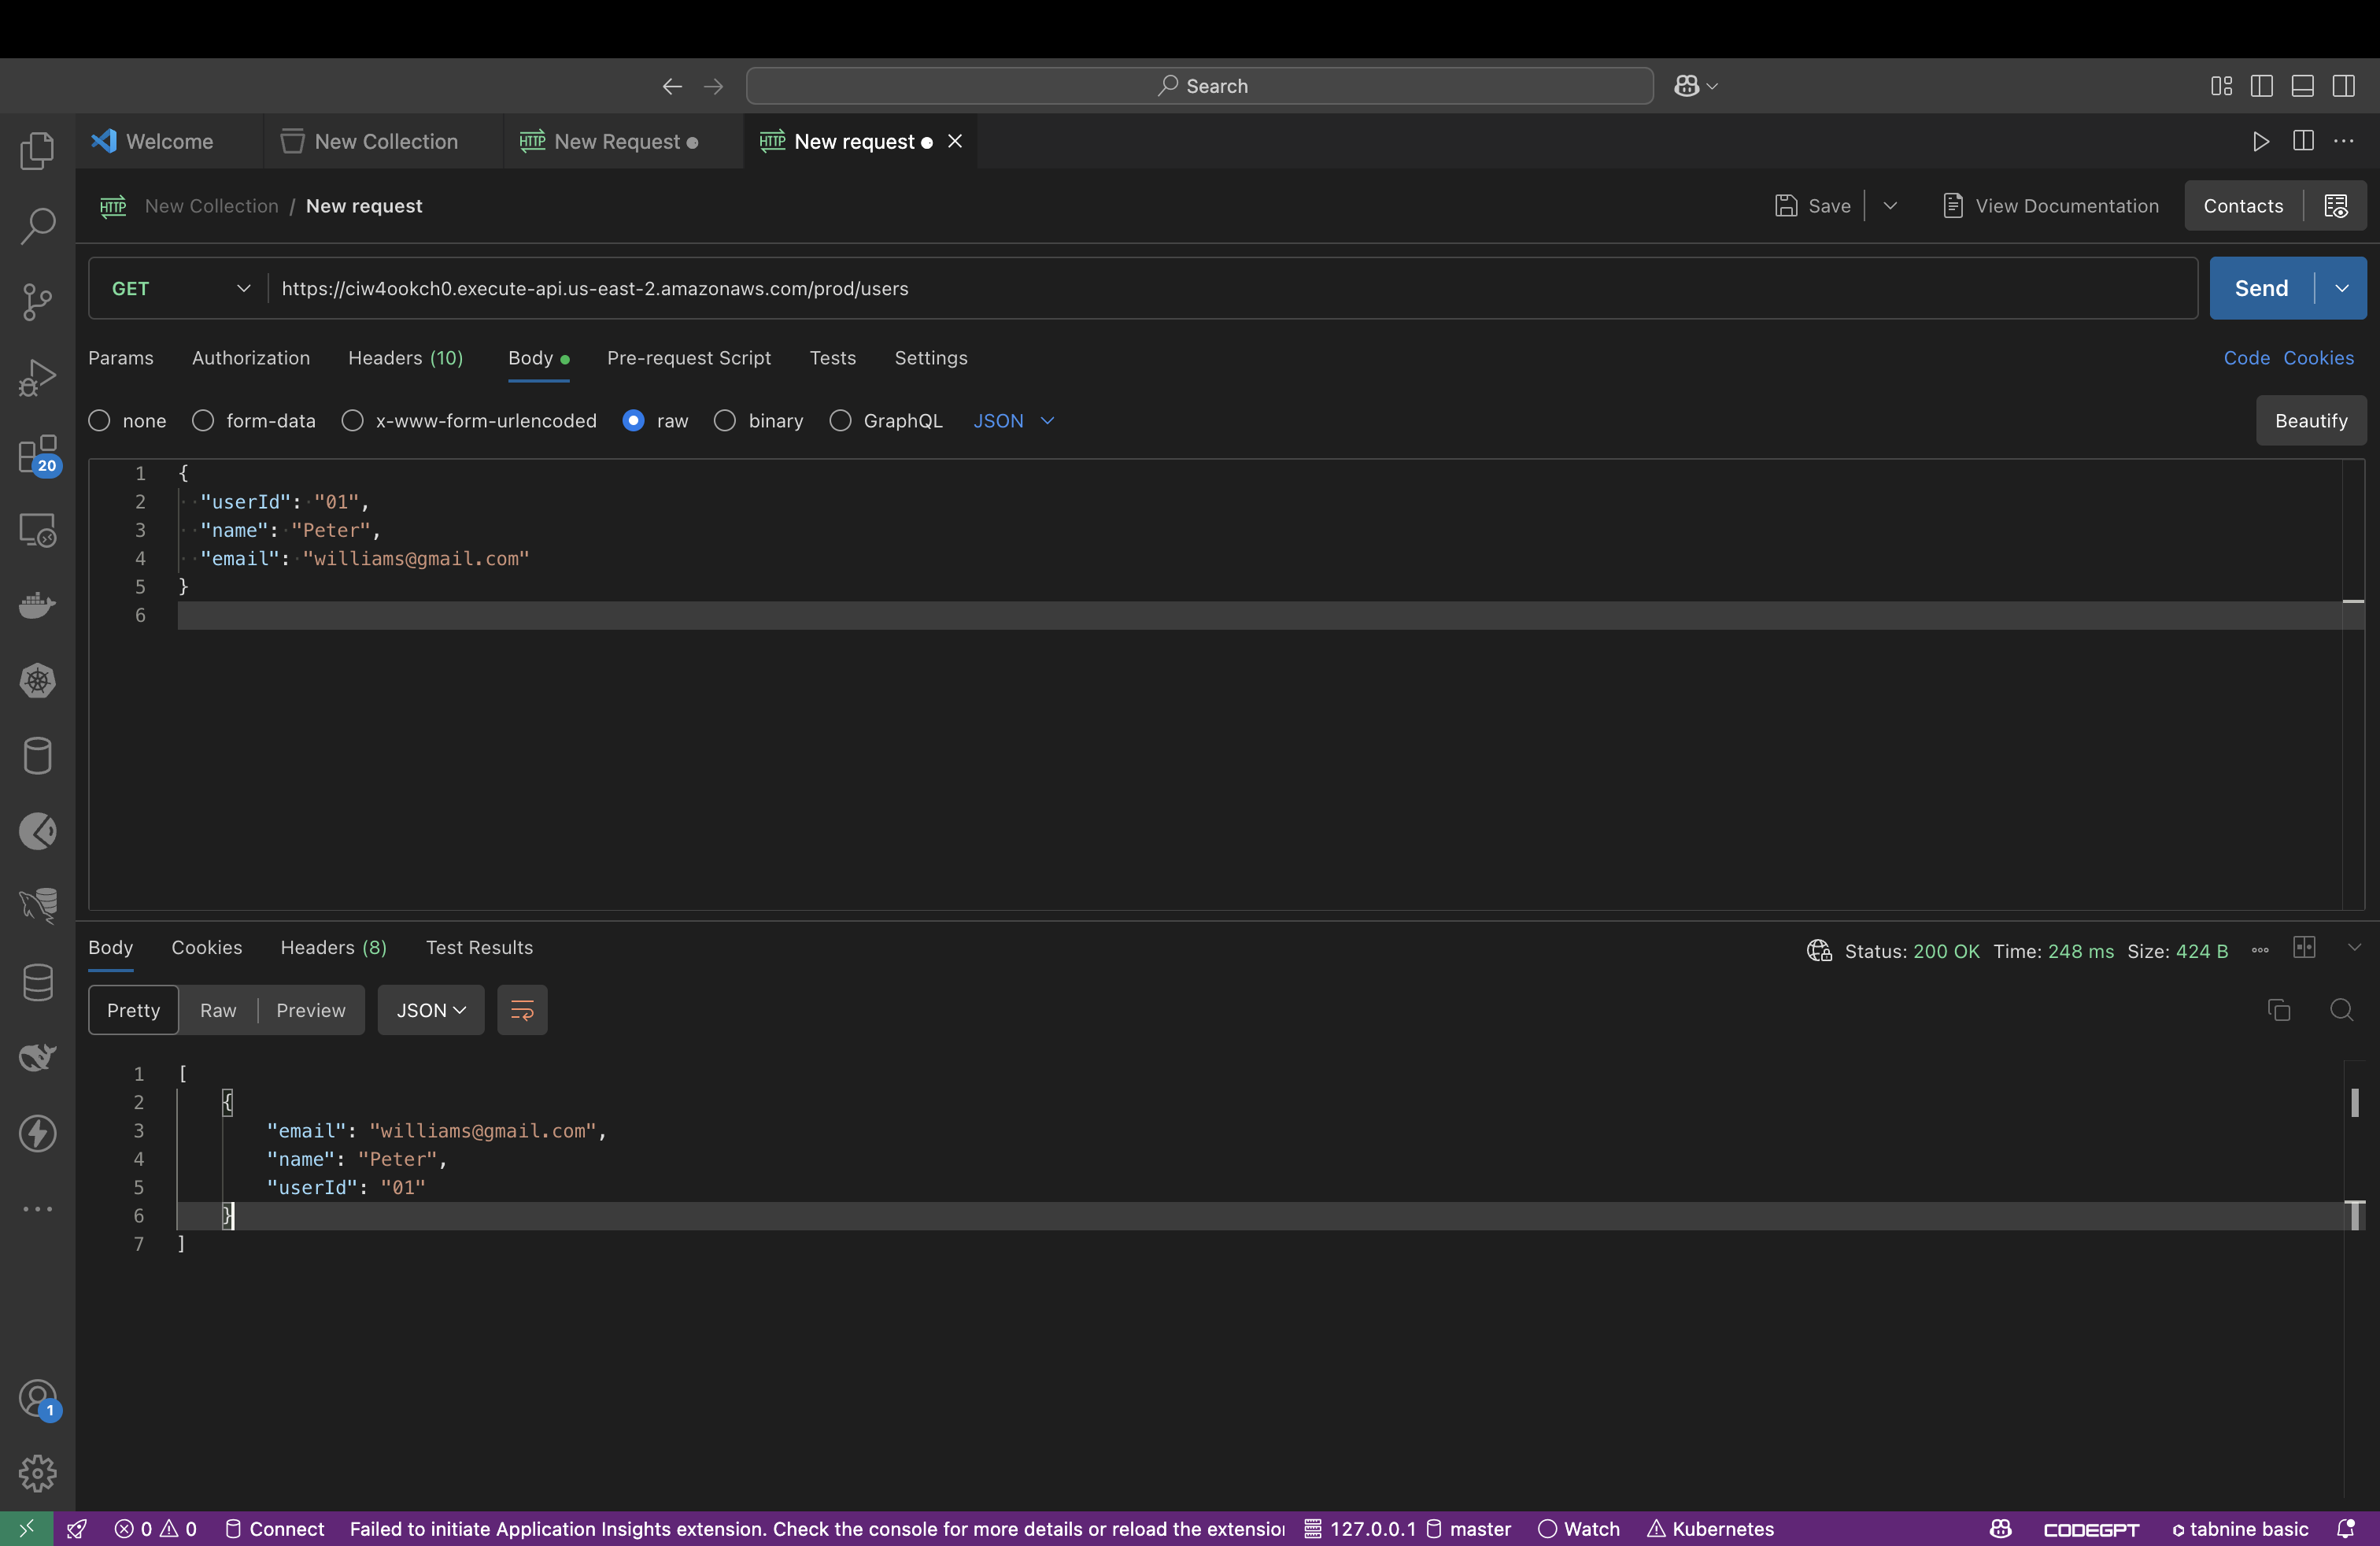 Search
Welcome
New Collection
HTTP New Request
HTTP New request
HTTP New Collection / New request
Save
View Documentation
Contacts
GET
https://ciw4ookch0.execute-api.us-east-2.amazonaws.com/prod/users
Send
Params Authorization Headers (10) Body Pre-request Script Tests Settings
Code Cookies
none form-data x-www-form-urlencoded raw binary GraphQL JSON
Beautify
20
1 {
2 "userId": "01",
3 "name": "Peter",
4 "email": "williams@gmail.com"
5 }
6
Body Cookies Headers (8) Test Results
Status: 200 OK Time: 248 ms Size: 424 B
Pretty Raw Preview JSON
1 [
2 {
3 "email": "williams@gmail.com",
4 "name": "Peter",
5 "userId": "01"
6 }
7 ]
1
0 0 Connect Failed to initiate Application Insights extension. Check the console for more details or reload the extension 127.0.0.1 master Watch Kubernetes CODEGPT tabnine basic